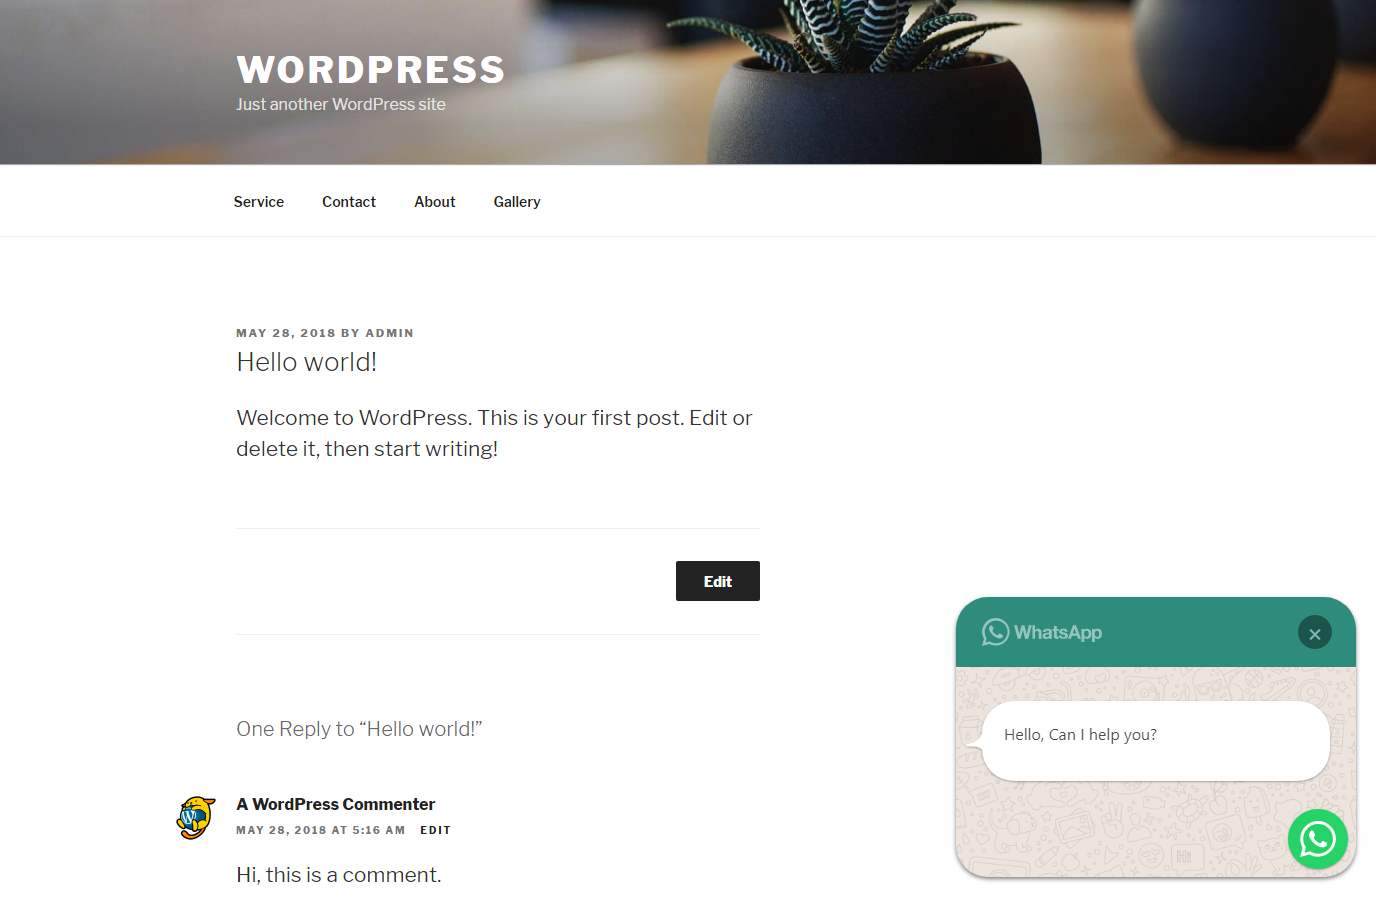 WORDPRESS
Just another WordPress site
Service Contact About Gallery
MAY 28, 2018 BY ADMIN
Hello world!
Welcome to WordPress. This is your first post. Edit or
delete it, then start writing!
Edit
One Reply to “Hello world!”
A WordPress Commenter
MAY 28, 2018 AT 5:16 AM EDIT
Hi, this is a comment.
WhatsApp
Hello, Can I help you?
Hi